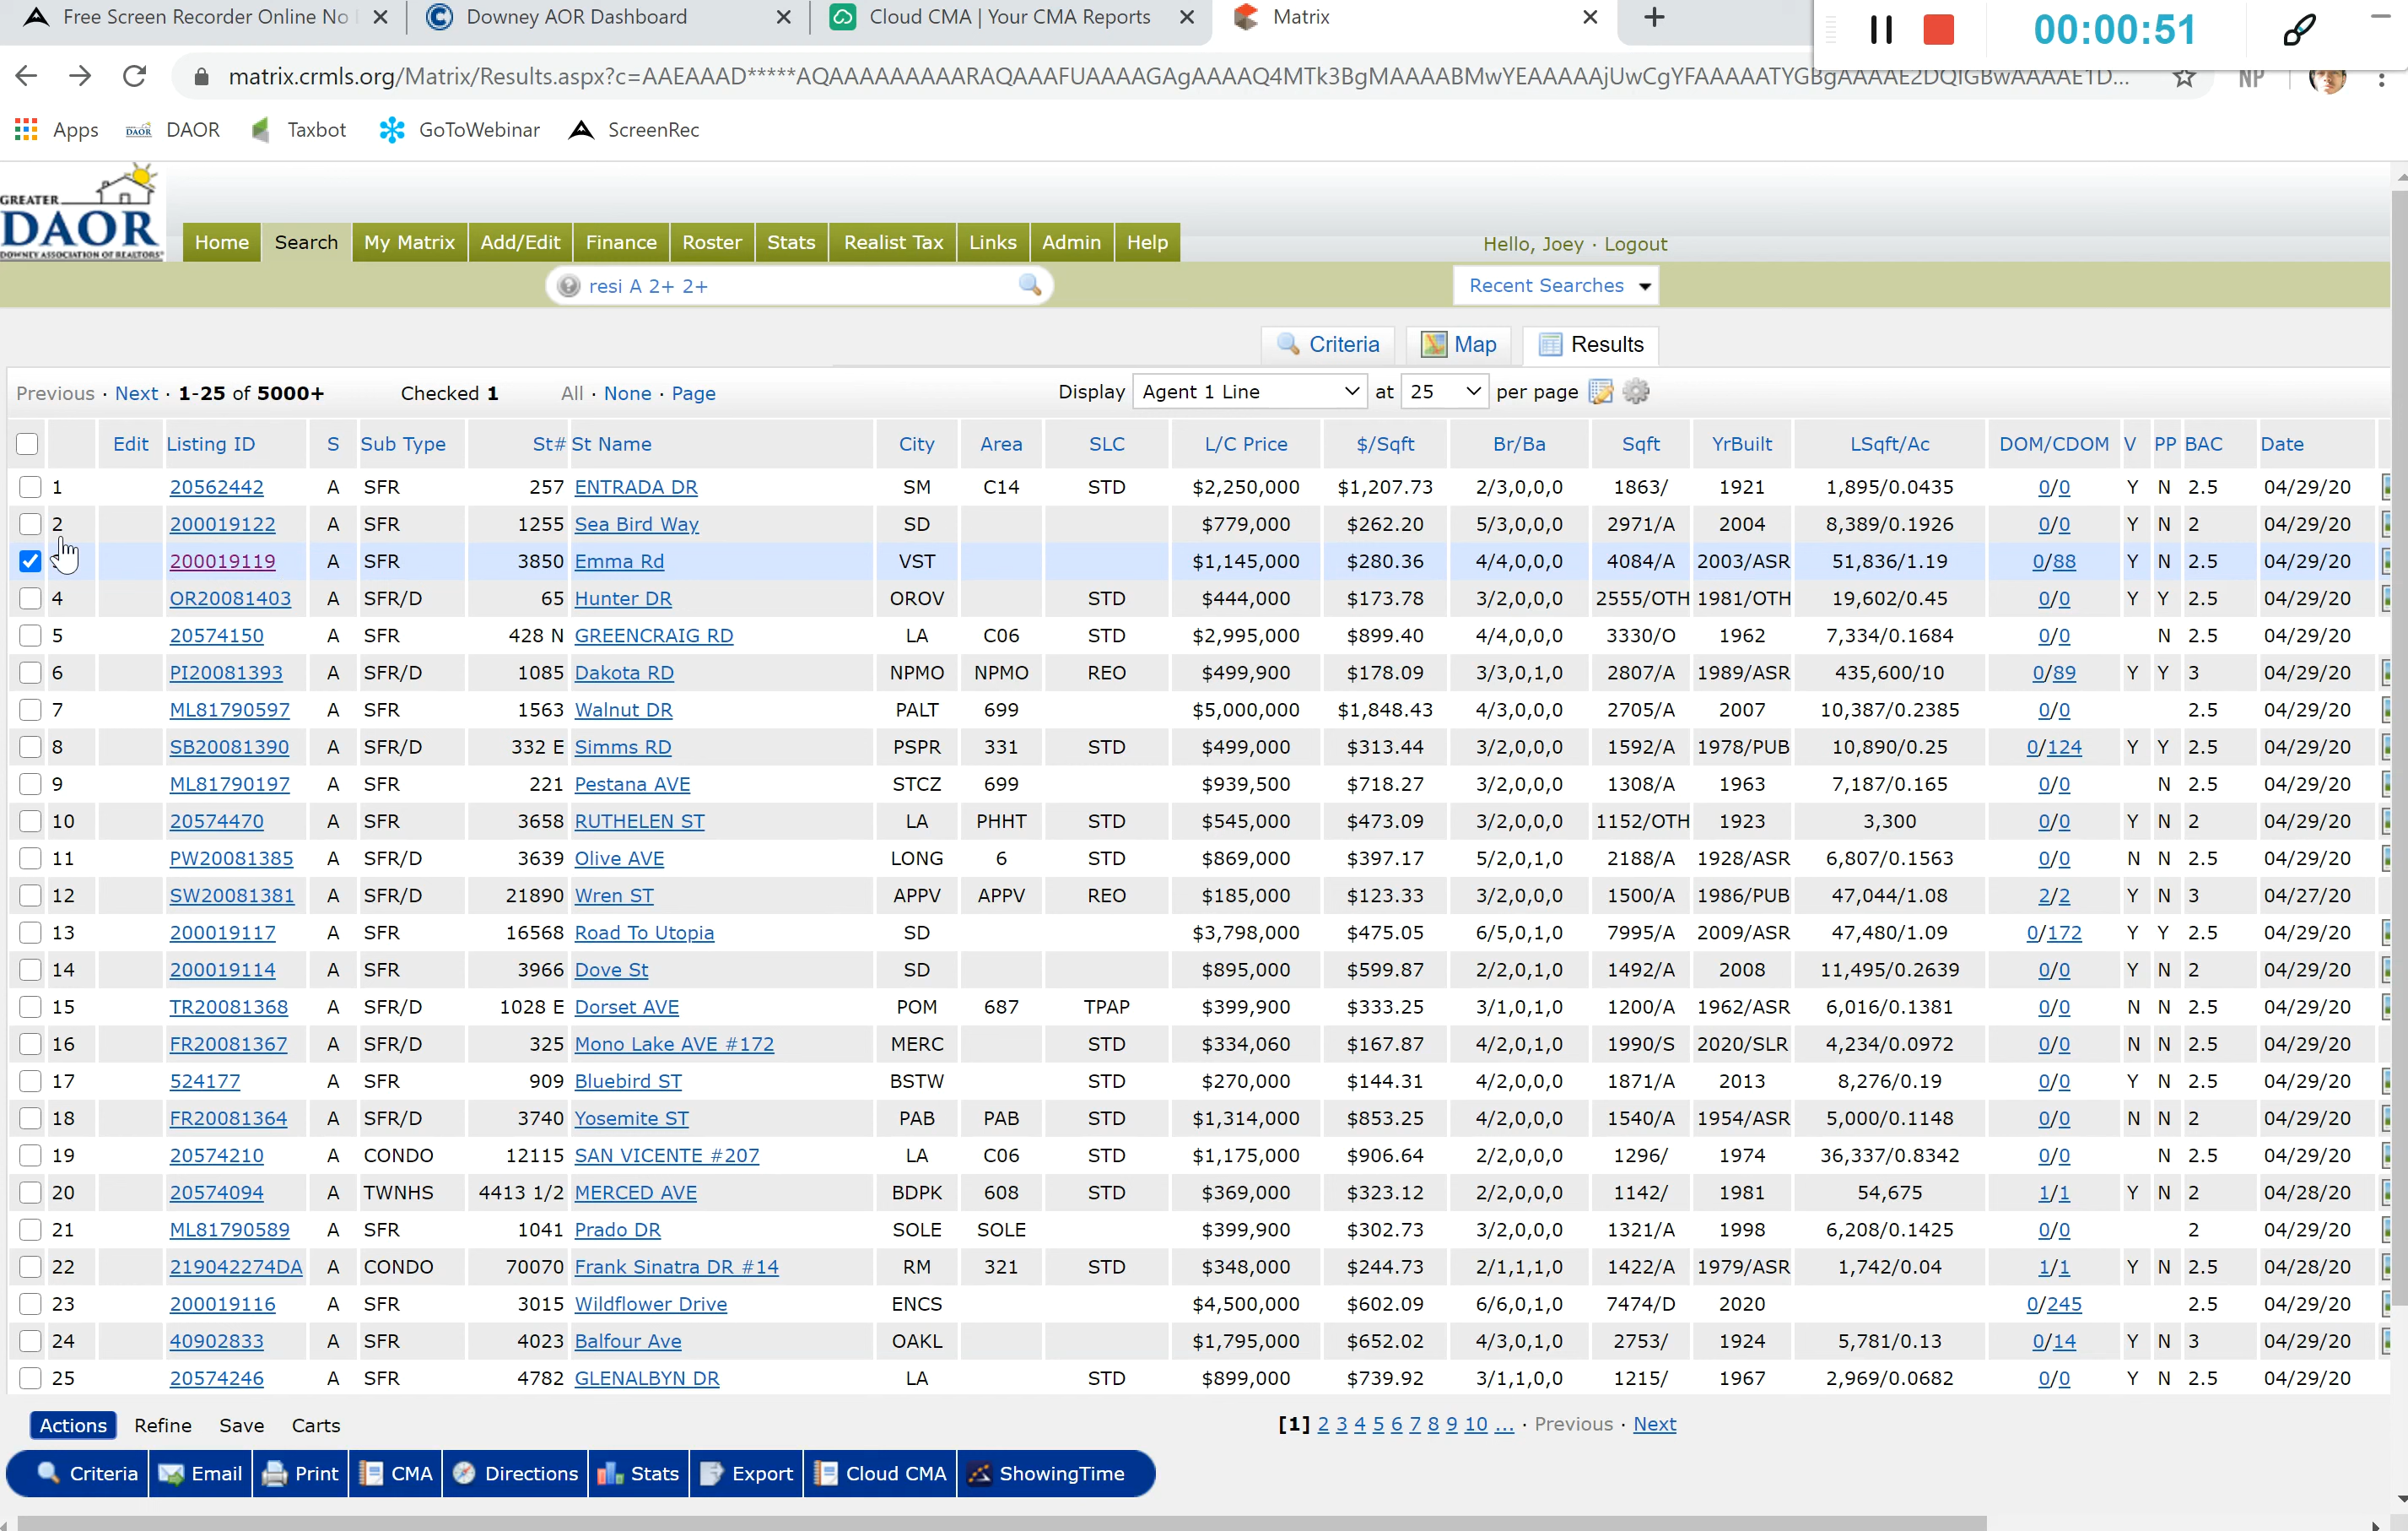 Free Screen Recorder Online No
Downey AOR Dashboard
Cloud CMA | Your CMA Reports
Matrix
00:00:51
matrix.crmls.org/Matrix/Results.aspx?c=AAEAAAD*****AQAAAAAAAAARAQAAAFUAAAAGAgAAAAQ4MTk3BgMAAAABMwYEAAAAAjUwCgYFAAAAATYGBgAAAAE2DQIGBwAAAAE1D...
NP
Apps DAOR Taxbot GoToWebinar ScreenRec
GREATER
DAOR
DOWNEY ASSOCIATION OF REALTORS®
Home Search My Matrix Add/Edit Finance Roster Stats Realist Tax Links Admin Help
Hello, Joey · Logout
resi A 2+ 2+
Recent Searches
Criteria Map Results
Previous · Next · 1-25 of 5000+ Checked 1 All · None · Page Display Agent 1 Line at 25 per page
Edit Listing ID S Sub Type St# St Name City Area SLC L/C Price $/Sqft Br/Ba Sqft YrBuilt LSqft/Ac DOM/CDOM V PP BAC Date
1 20562442 A SFR 257 ENTRADA DR SM C14 STD $2,250,000 $1,207.73 2/3,0,0,0 1863/ 1921 1,895/0.0435 0/0 Y N 2.5 04/29/20
2 200019122 A SFR 1255 Sea Bird Way SD $779,000 $262.20 5/3,0,0,0 2971/A 2004 8,389/0.1926 0/0 Y N 2 04/29/20
200019119 A SFR 3850 Emma Rd VST $1,145,000 $280.36 4/4,0,0,0 4084/A 2003/ASR 51,836/1.19 0/88 Y N 2.5 04/29/20
4 OR20081403 A SFR/D 65 Hunter DR OROV STD $444,000 $173.78 3/2,0,0,0 2555/OTH 1981/OTH 19,602/0.45 0/0 Y Y 2.5 04/29/20
5 20574150 A SFR 428 N GREENCRAIG RD LA C06 STD $2,995,000 $899.40 4/4,0,0,0 3330/O 1962 7,334/0.1684 0/0 N 2.5 04/29/20
6 PI20081393 A SFR/D 1085 Dakota RD NPMO NPMO REO $499,900 $178.09 3/3,0,1,0 2807/A 1989/ASR 435,600/10 0/89 Y Y 3 04/29/20
7 ML81790597 A SFR 1563 Walnut DR PALT 699 $5,000,000 $1,848.43 4/3,0,0,0 2705/A 2007 10,387/0.2385 0/0 2.5 04/29/20
8 SB20081390 A SFR/D 332 E Simms RD PSPR 331 STD $499,000 $313.44 3/2,0,0,0 1592/A 1978/PUB 10,890/0.25 0/124 Y Y 2.5 04/29/20
9 ML81790197 A SFR 221 Pestana AVE STCZ 699 $939,500 $718.27 3/2,0,0,0 1308/A 1963 7,187/0.165 0/0 N 2.5 04/29/20
10 20574470 A SFR 3658 RUTHELEN ST LA PHHT STD $545,000 $473.09 3/2,0,0,0 1152/OTH 1923 3,300 0/0 Y N 2 04/29/20
11 PW20081385 A SFR/D 3639 Olive AVE LONG 6 STD $869,000 $397.17 5/2,0,1,0 2188/A 1928/ASR 6,807/0.1563 0/0 N N 2.5 04/29/20
12 SW20081381 A SFR/D 21890 Wren ST APPV APPV REO $185,000 $123.33 3/2,0,0,0 1500/A 1986/PUB 47,044/1.08 2/2 Y N 3 04/27/20
13 200019117 A SFR 16568 Road To Utopia SD $3,798,000 $475.05 6/5,0,1,0 7995/A 2009/ASR 47,480/1.09 0/172 Y Y 2.5 04/29/20
14 200019114 A SFR 3966 Dove St SD $895,000 $599.87 2/2,0,1,0 1492/A 2008 11,495/0.2639 0/0 Y N 2 04/29/20
15 TR20081368 A SFR/D 1028 E Dorset AVE POM 687 TPAP $399,900 $333.25 3/1,0,1,0 1200/A 1962/ASR 6,016/0.1381 0/0 N N 2.5 04/29/20
16 FR20081367 A SFR/D 325 Mono Lake AVE #172 MERC STD $334,060 $167.87 4/2,0,1,0 1990/S 2020/SLR 4,234/0.0972 0/0 N N 2.5 04/29/20
17 524177 A SFR 909 Bluebird ST BSTW STD $270,000 $144.31 4/2,0,0,0 1871/A 2013 8,276/0.19 0/0 Y N 2.5 04/29/20
18 FR20081364 A SFR/D 3740 Yosemite ST PAB PAB STD $1,314,000 $853.25 4/2,0,0,0 1540/A 1954/ASR 5,000/0.1148 0/0 N N 2 04/29/20
19 20574210 A CONDO 12115 SAN VICENTE #207 LA C06 STD $1,175,000 $906.64 2/2,0,0,0 1296/ 1974 36,337/0.8342 0/0 N 2.5 04/29/20
20 20574094 A TWNHS 4413 1/2 MERCED AVE BDPK 608 STD $369,000 $323.12 2/2,0,0,0 1142/ 1981 54,675 1/1 Y N 2 04/28/20
21 ML81790589 A SFR 1041 Prado DR SOLE SOLE $399,900 $302.73 3/2,0,0,0 1321/A 1998 6,208/0.1425 0/0 2 04/29/20
22 219042274DA A CONDO 70070 Frank Sinatra DR #14 RM 321 STD $348,000 $244.73 2/1,1,1,0 1422/A 1979/ASR 1,742/0.04 1/1 Y N 2.5 04/28/20
23 200019116 A SFR 3015 Wildflower Drive ENCS $4,500,000 $602.09 6/6,0,1,0 7474/D 2020 0/245 2.5 04/29/20
24 40902833 A SFR 4023 Balfour Ave OAKL $1,795,000 $652.02 4/3,0,1,0 2753/ 1924 5,781/0.13 0/14 Y N 3 04/29/20
25 20574246 A SFR 4782 GLENALBYN DR LA STD $899,000 $739.92 3/1,1,0,0 1215/ 1967 2,969/0.0682 0/0 Y N 2.5 04/29/20
Actions Refine Save Carts [1] 2 3 4 5 6 7 8 9 10 ... · Previous · Next
Criteria Email Print CMA Directions Stats Export Cloud CMA ShowingTime